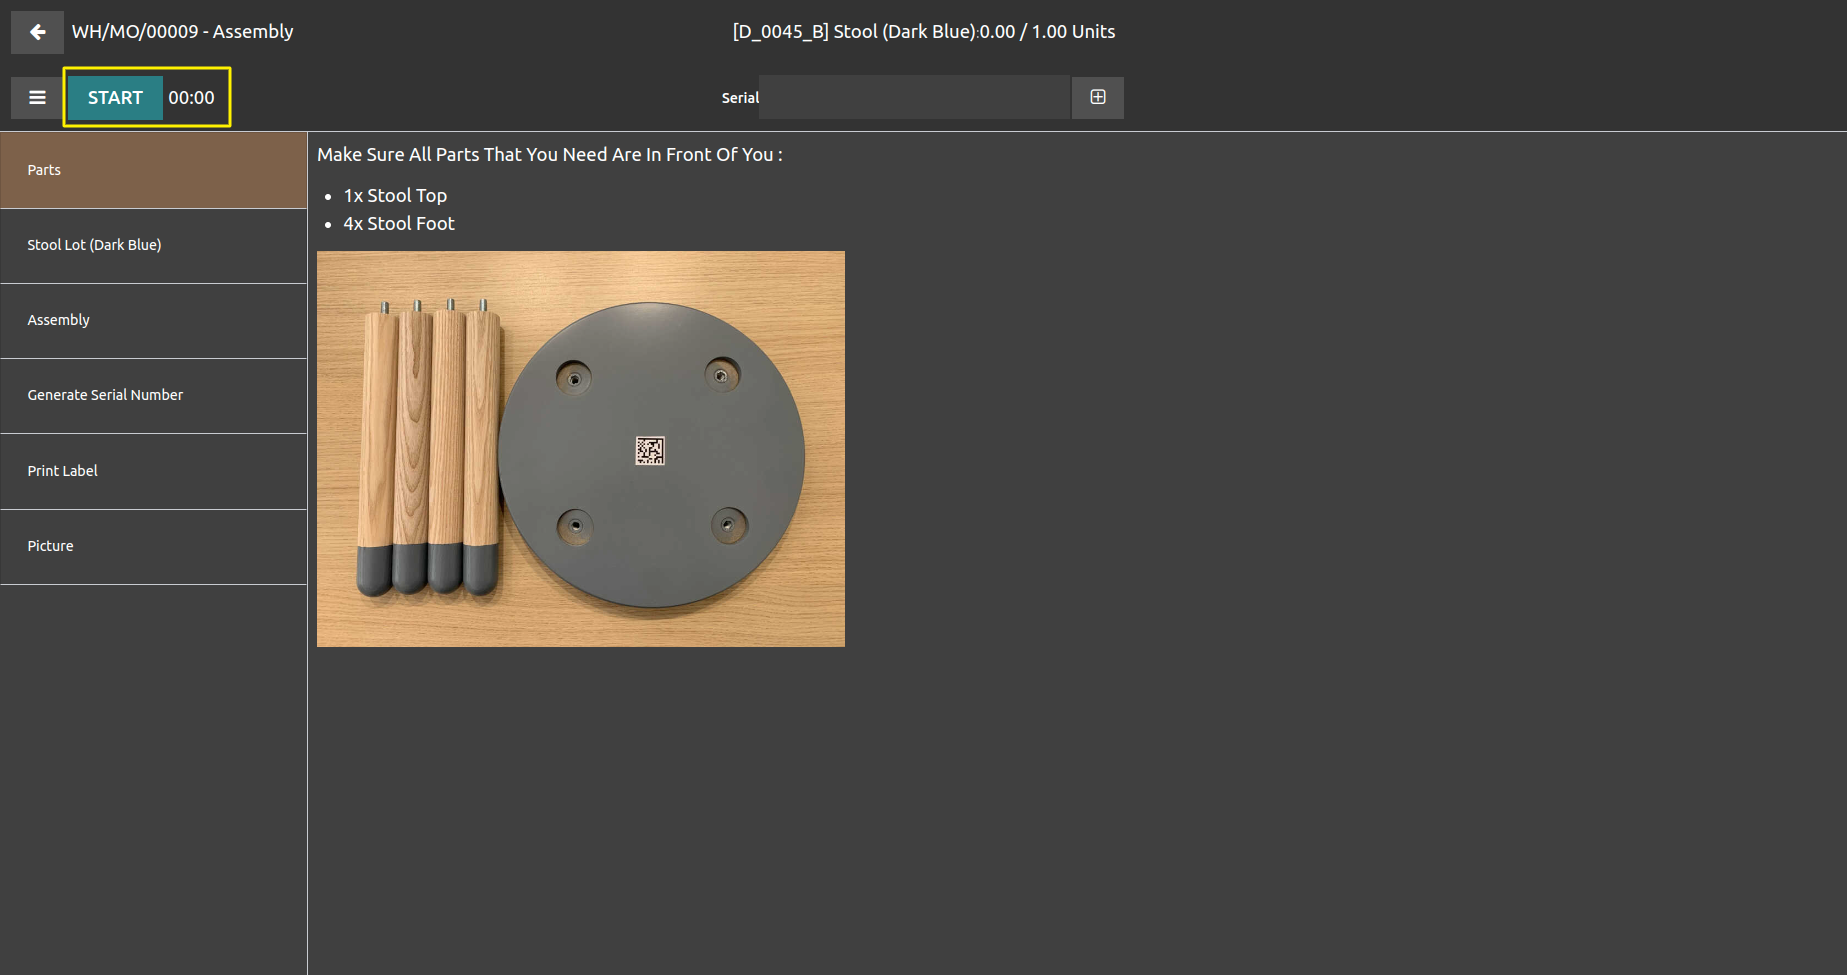 WH/MO/00009 - Assembly
[D_0045_B] Stool (Dark Blue):0.00 / 1.00 Units
START 00:00
Serial
Parts
Stool Lot (Dark Blue)
Assembly
Generate Serial Number
Print Label
Picture
Make Sure All Parts That You Need Are In Front Of You :
1x Stool Top
4x Stool Foot